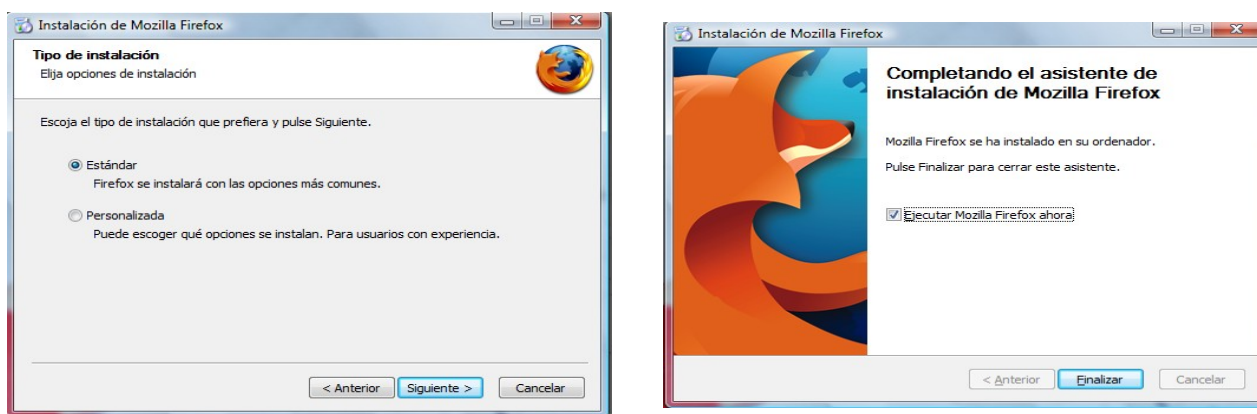 Instalación de Mozilla Firefox
Tipo de instalación
Elija opciones de instalación
Escoja el tipo de instalación que prefiera y pulse Siguiente.
Estándar
Firefox se instalará con las opciones más comunes.
Personalizada
Puede escoger qué opciones se instalan. Para usuarios con experiencia.
< Anterior Siguiente > Cancelar
Instalación de Mozilla Firefox
Completando el asistente de
instalación de Mozilla Firefox
Mozilla Firefox se ha instalado en su ordenador.
Pulse Finalizar para cerrar este asistente.
Ejecutar Mozilla Firefox ahora
< Anterior Finalizar Cancelar